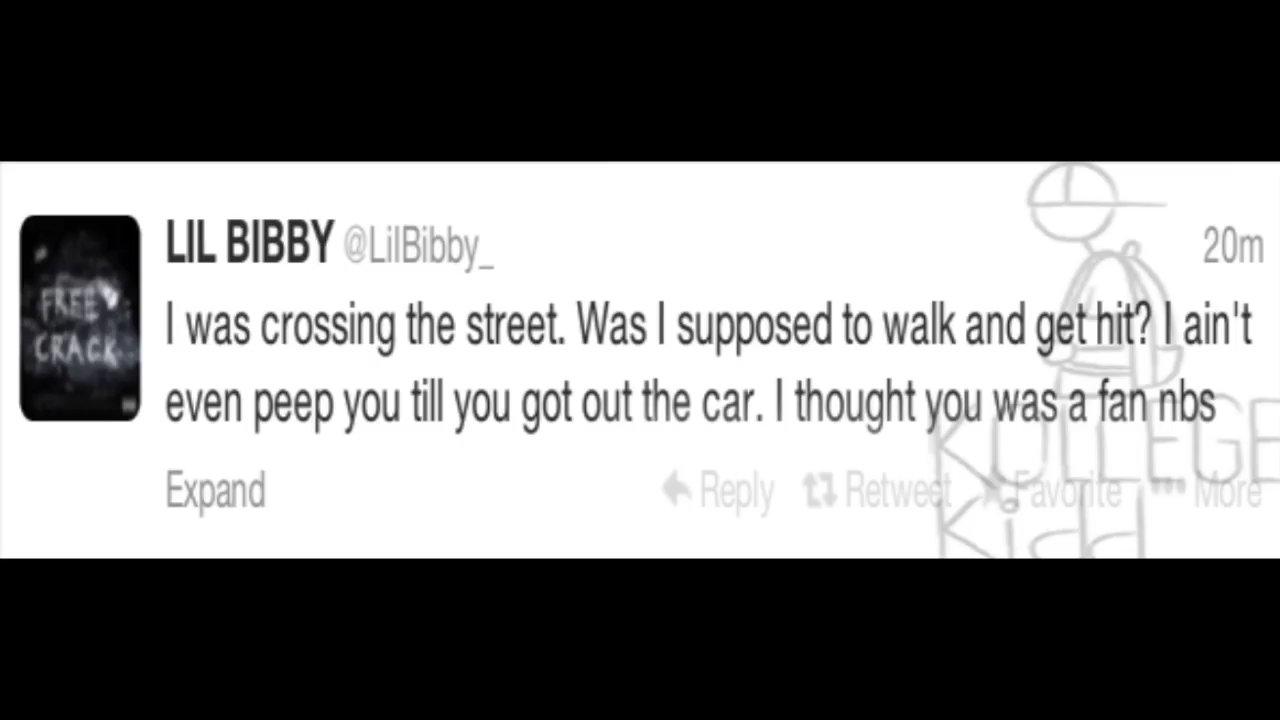 LIL BIBBY @LilBibby_ 20m
I was crossing the street. Was I supposed to walk and get hit? I ain't
even peep you till you got out the car. I thought you was a fan nbs
Expand Reply Retweet Favorite More
FREE
CRACK
KOLLEGE
Kidd